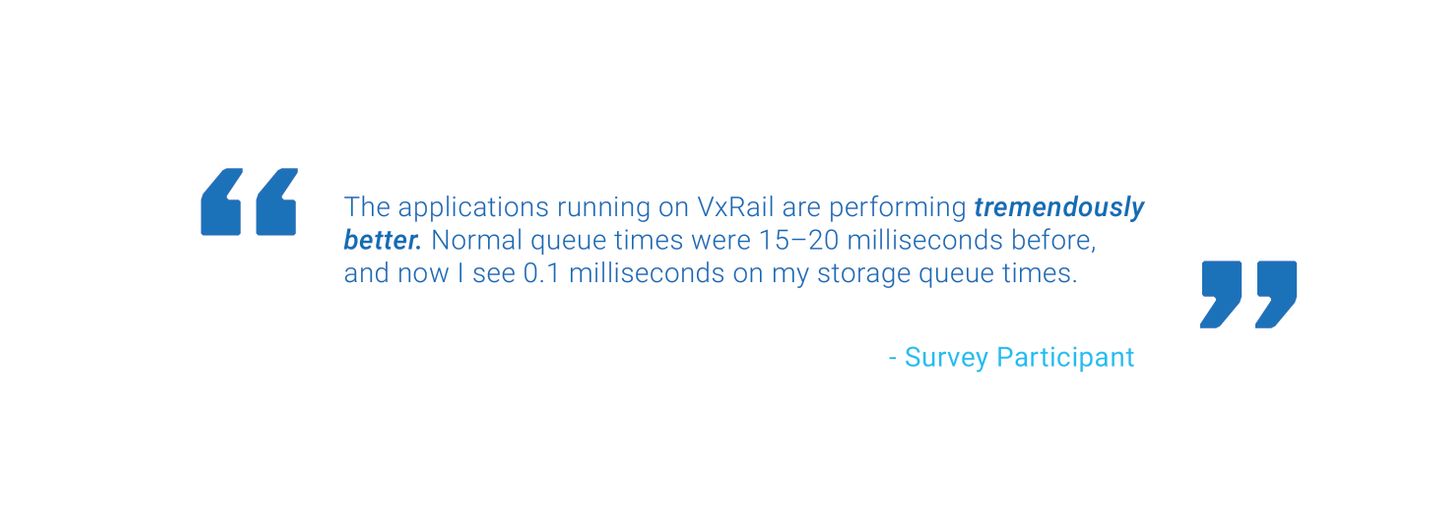 “
The applications running on VxRail are performing tremendously
better. Normal queue times were 15–20 milliseconds before,
and now I see 0.1 milliseconds on my storage queue times.
”
- Survey Participant